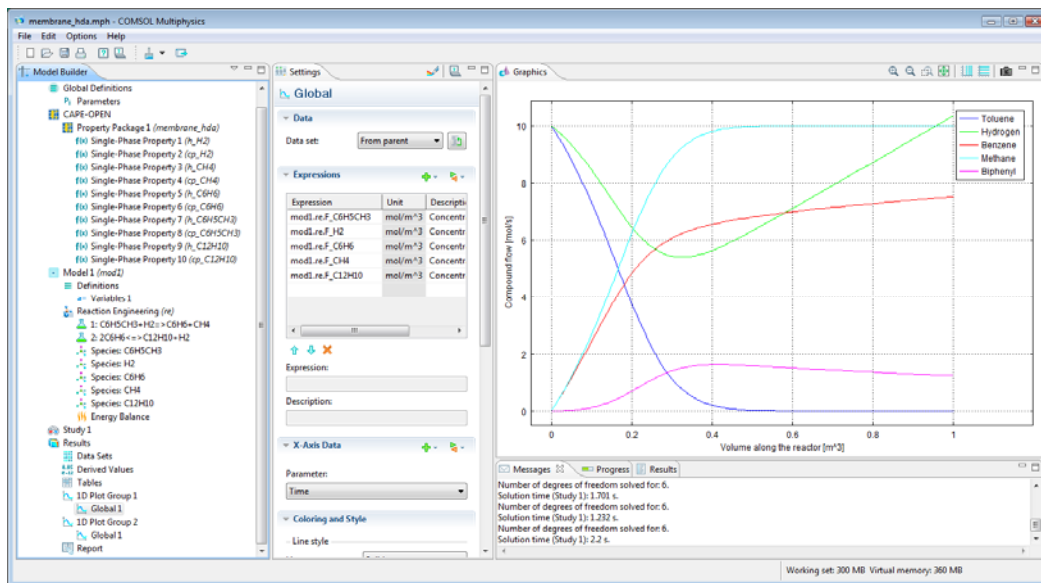 membrane_hda.mph - COMSOL Multiphysics
File Edit Options Help
Model Builder
Global Definitions
Pi Parameters
CAPE-OPEN
Property Package 1 (membrane_hda)
f(x) Single-Phase Property 1 (h_H2)
f(x) Single-Phase Property 2 (cp_H2)
f(x) Single-Phase Property 3 (h_CH4)
f(x) Single-Phase Property 4 (cp_CH4)
f(x) Single-Phase Property 5 (h_C6H6)
f(x) Single-Phase Property 6 (cp_C6H6)
f(x) Single-Phase Property 7 (h_C6H5CH3)
f(x) Single-Phase Property 8 (cp_C6H5CH3)
f(x) Single-Phase Property 9 (h_C12H10)
f(x) Single-Phase Property 10 (cp_C12H10)
Model 1 (mod1)
Definitions
a= Variables 1
Reaction Engineering (re)
1: C6H5CH3+H2=>C6H6+CH4
2: 2C6H6<=>C12H10+H2
Species: C6H5CH3
Species: H2
Species: C6H6
Species: CH4
Species: C12H10
Energy Balance
Study 1
Results
Data Sets
Derived Values
Tables
1D Plot Group 1
Global 1
1D Plot Group 2
Global 1
Report
Settings
Global
Data
Data set: From parent
Expressions
Expression Unit Descripti
mod1.re.F_C6H5CH3 mol/m^3 Concentr
mod1.re.F_H2 mol/m^3 Concentr
mod1.re.F_C6H6 mol/m^3 Concentr
mod1.re.F_CH4 mol/m^3 Concentr
mod1.re.F_C12H10 mol/m^3 Concentr
Expression:
Description:
X-Axis Data
Parameter:
Time
Coloring and Style
Line style
Graphics
Toluene
Hydrogen
Benzene
Methane
Biphenyl
10
8
6
4
2
0
Compound flow [mol/s]
0 0.2 0.4 0.6 0.8 1
Volume along the reactor [m^3]
Messages Progress Results
Number of degrees of freedom solved for: 6.
Solution time (Study 1): 1.701 s.
Number of degrees of freedom solved for: 6.
Solution time (Study 1): 1.232 s.
Number of degrees of freedom solved for: 6.
Solution time (Study 1): 2.2 s.
Working set: 300 MB Virtual memory: 360 MB